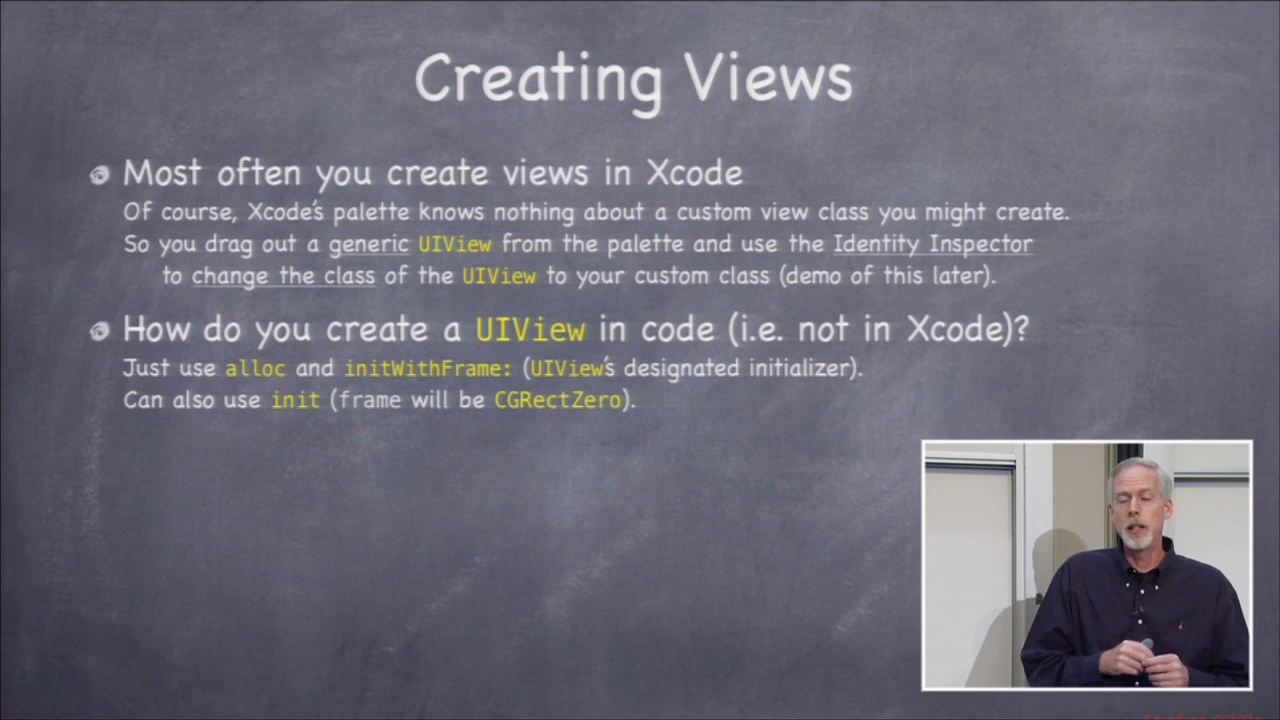 Creating Views
Most often you create views in Xcode
Of course, Xcode's palette knows nothing about a custom view class you might create.
So you drag out a generic UIView from the palette and use the Identity Inspector
to change the class of the UIView to your custom class (demo of this later).
How do you create a UIView in code (i.e. not in Xcode)?
Just use alloc and initWithFrame: (UIView's designated initializer).
Can also use init (frame will be CGRectZero).